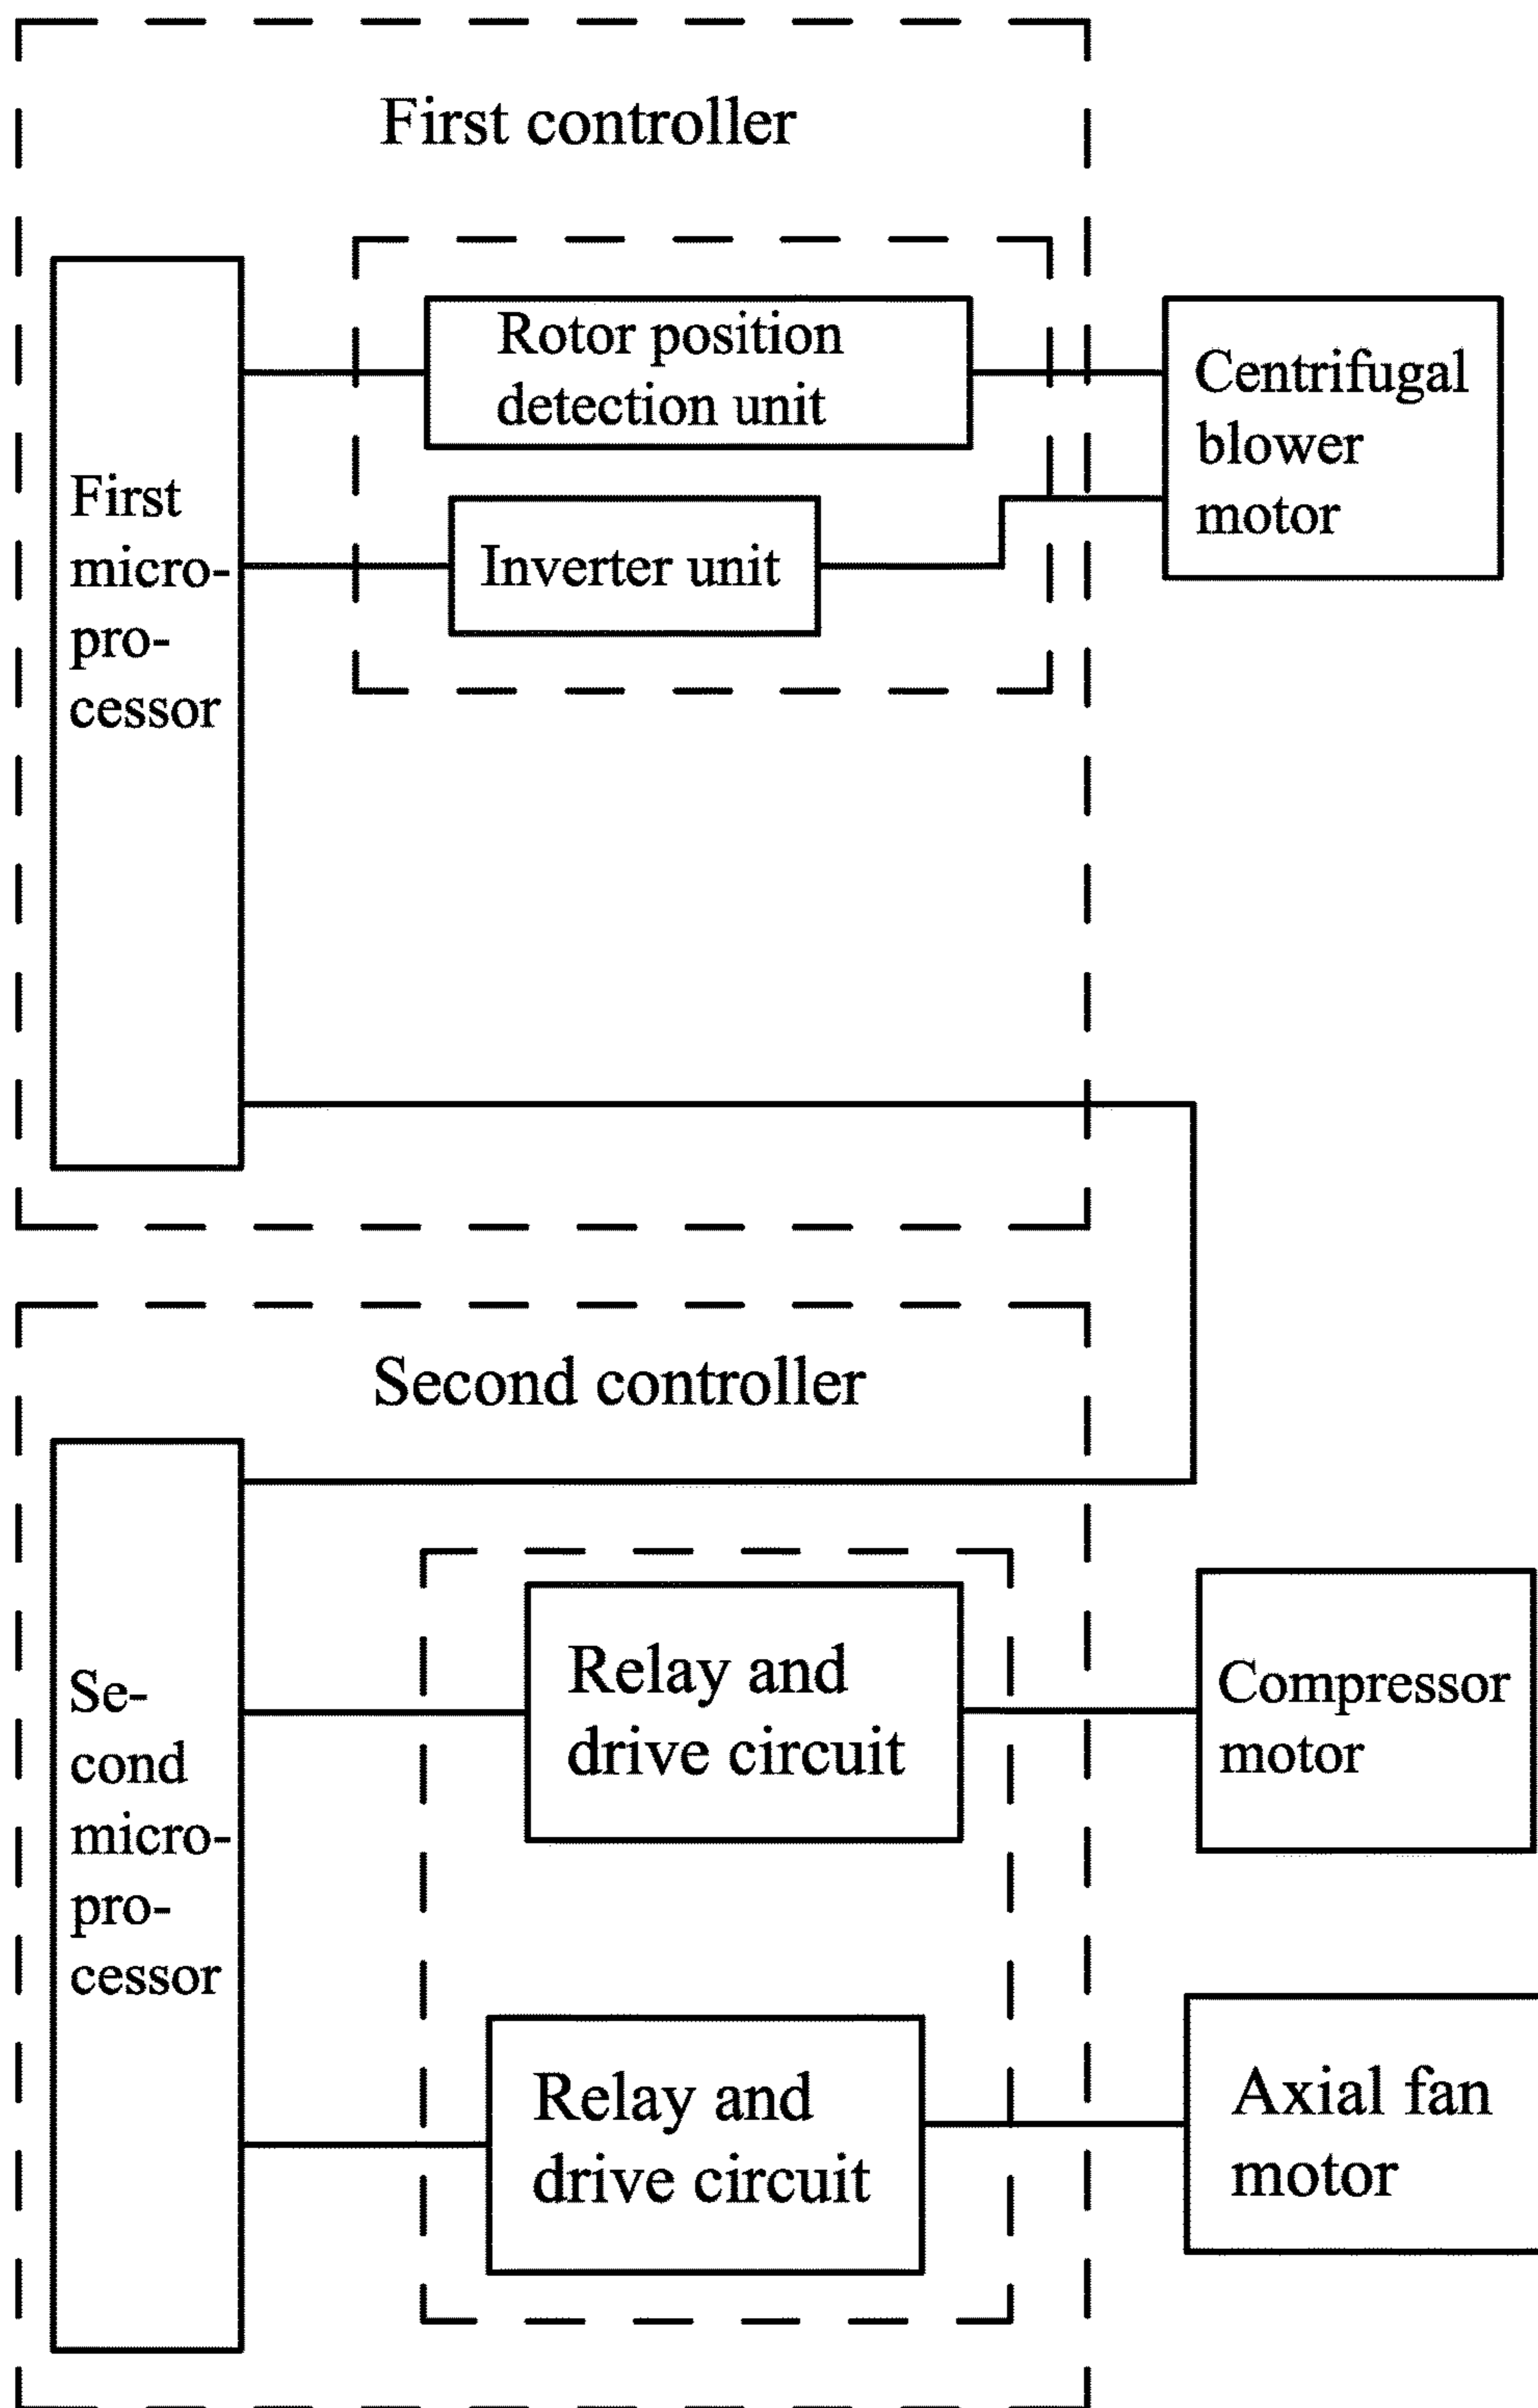 First controller
Rotor position
detection unit
Centrifugal
blower
motor
First
micro-
pro-
cessor
Inverter unit
Second controller
Se-
cond
micro-
pro-
cessor
Relay and
drive circuit
Compressor
motor
Relay and
drive circuit
Axial fan
motor